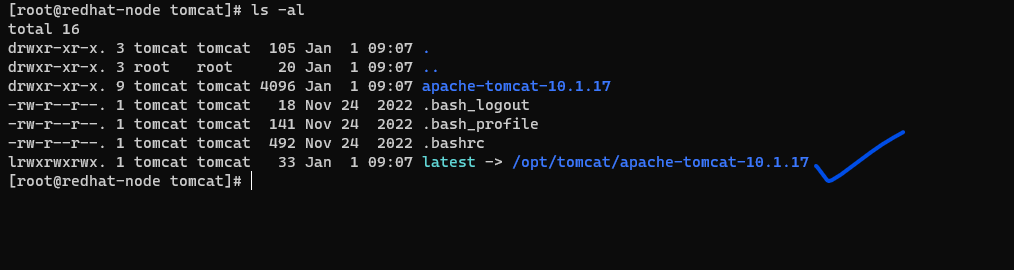 [root@redhat-node tomcat]# ls -al
total 16
drwxr-xr-x. 3 tomcat tomcat  105 Jan  1 09:07 .
drwxr-xr-x. 3 root   root     20 Jan  1 09:07 ..
drwxr-xr-x. 9 tomcat tomcat 4096 Jan  1 09:07 apache-tomcat-10.1.17
-rw-r--r--. 1 tomcat tomcat   18 Nov 24  2022 .bash_logout
-rw-r--r--. 1 tomcat tomcat  141 Nov 24  2022 .bash_profile
-rw-r--r--. 1 tomcat tomcat  492 Nov 24  2022 .bashrc
lrwxrwxrwx. 1 tomcat tomcat   33 Jan  1 09:07 latest -> /opt/tomcat/apache-tomcat-10.1.17
[root@redhat-node tomcat]#